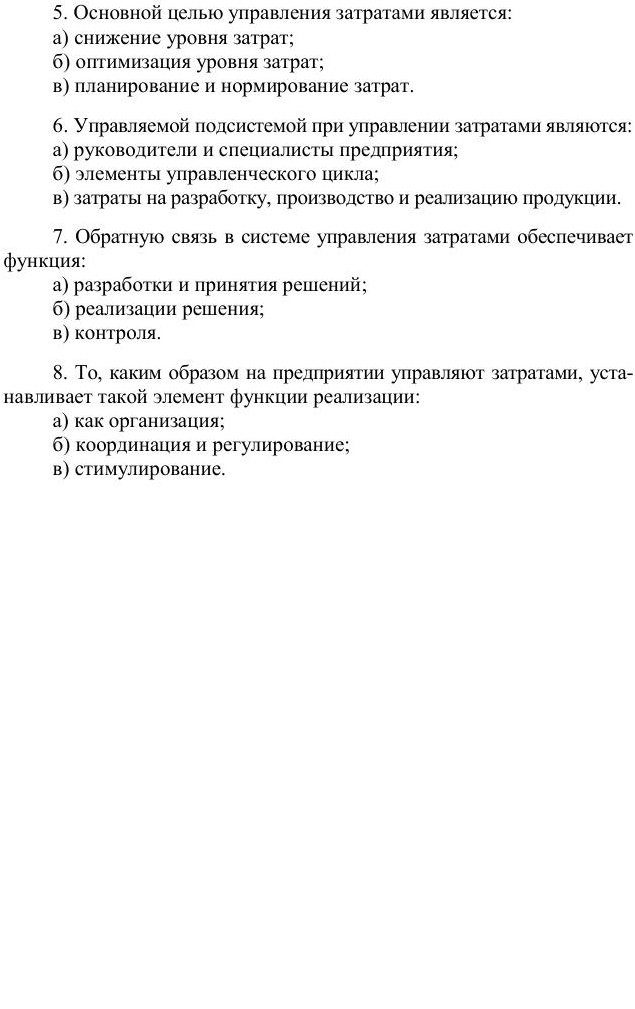 5. Основной целью управления затратами является:
а) снижение уровня затрат;
б) оптимизация уровня затрат;
в) планирование и нормирование затрат.
6. Управляемой подсистемой при управлении затратами являются:
а) руководители и специалисты предприятия;
б) элементы управленческого цикла;
в) затраты на разработку, производство и реализацию продукции.
7. Обратную связь в системе управления затратами обеспечивает
функция:
а) разработки и принятия решений;
б) реализации решения;
в) контроля.
8. То, каким образом на предприятии управляют затратами, уста-
навливает такой элемент функции реализации:
а) как организация;
б) координация и регулирование;
в) стимулирование.